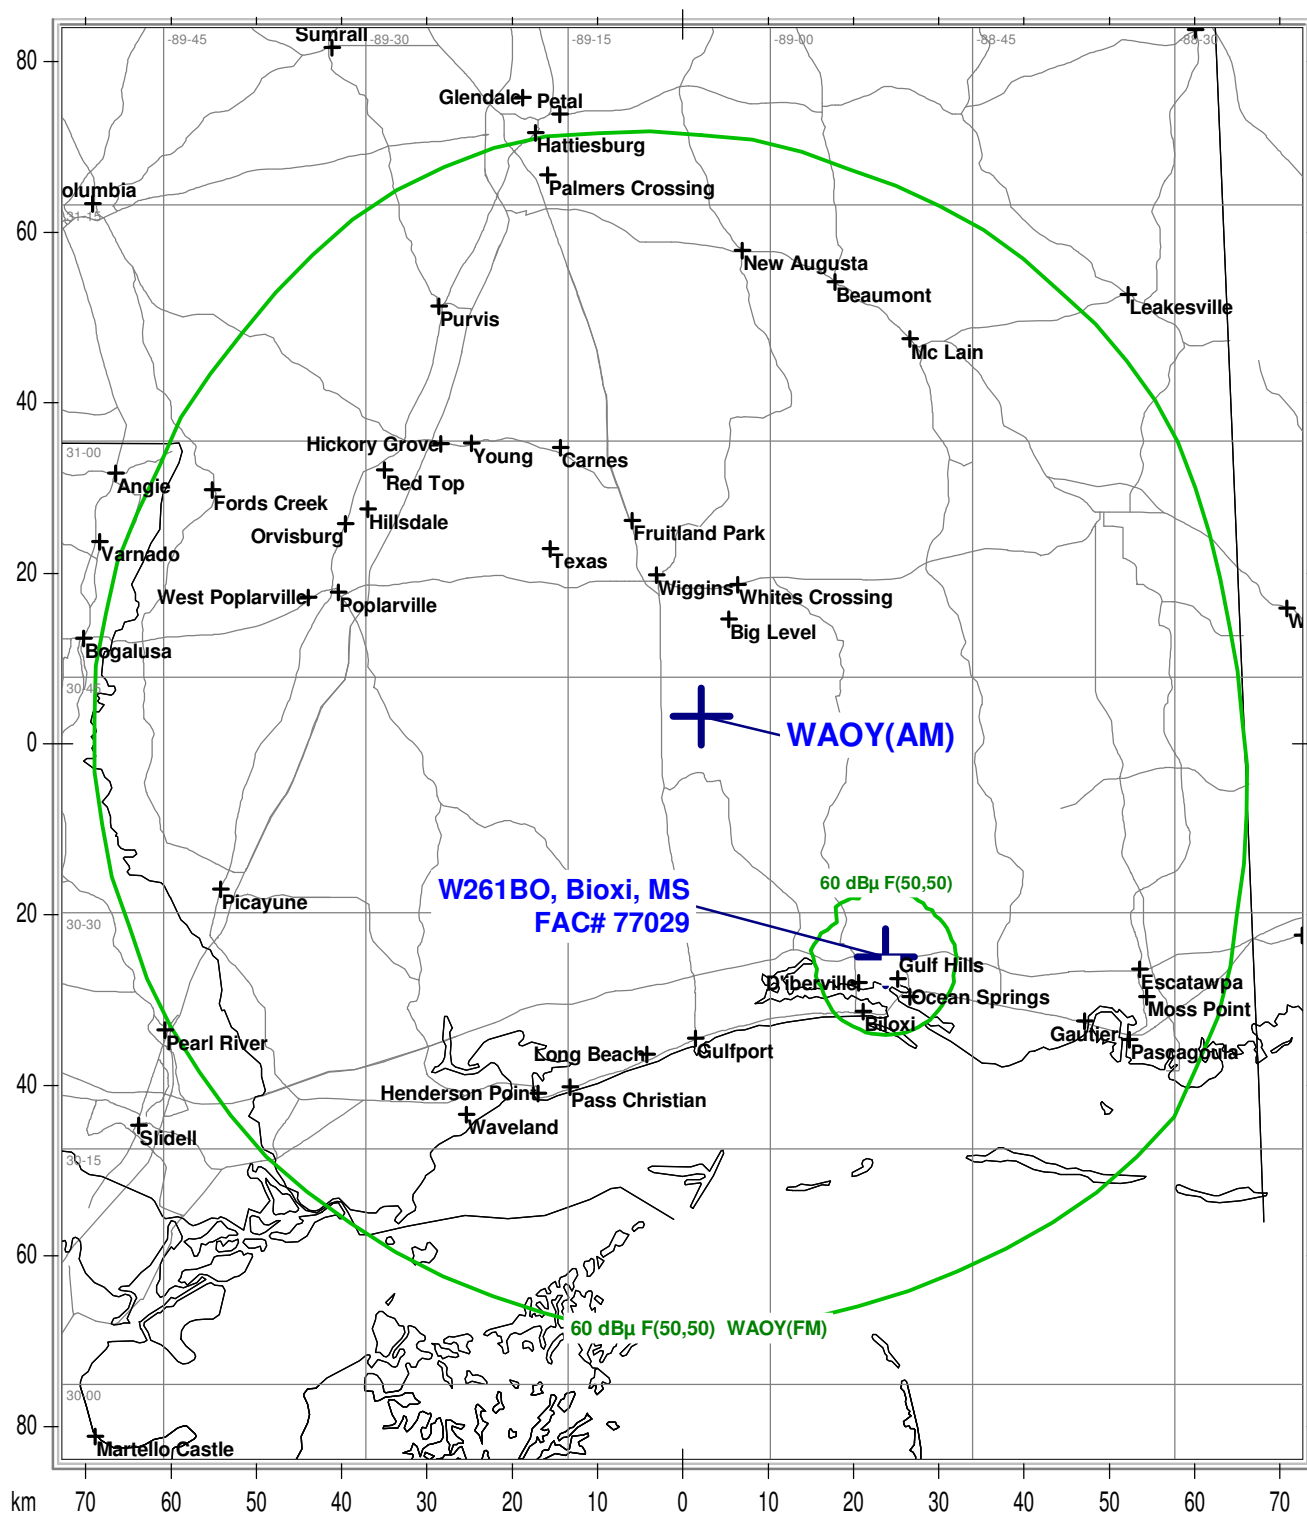 Sumrall
-89-45
-89-30
-89-15
-89-00
-88-45
-88-30
80
Glendale
Petal
Hattiesburg
Palmers Crossing
olumbia
31-15
60
New Augusta
Beaumont
Leakesville
Purvis
Mc Lain
40
Hickory Grove
Young
Carnes
31-00
Red Top
Angie
Fords Creek
Hillsdale
Orvisburg
Fruitland Park
Varnado
Texas
20
Wiggins
Whites Crossing
West Poplarville
Poplarville
W
Big Level
Bogalusa
30-45
0
WAOY(AM)
W261BO, Bioxi, MS
FAC# 77029
60 dBµ F(50,50)
Picayune
20
30-30
Gulf Hills
D'iberville
Escatawpa
Ocean Springs
Moss Point
Biloxi
Gautier
Pearl River
Long Beach
Gulfport
Pascagoula
40
Henderson Point
Pass Christian
Waveland
Slidell
30-15
60
60 dBµ F(50,50) WAOY(FM)
30-00
80
Martello Castle
km 70 60 50 40 30 20 10 0 10 20 30 40 50 60 70